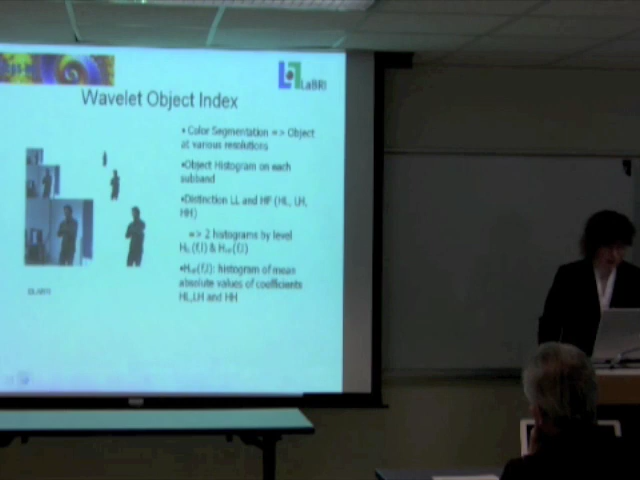 LaBRI
Wavelet Object Index
• Color Segmentation => Object
at various resolutions
•Object Histogram on each
subband
•Distinction LL and HF (HL, LH,
HH)
=> 2 histograms by level
histogram of mean
absolute values of coefficients
HL,LH and HH